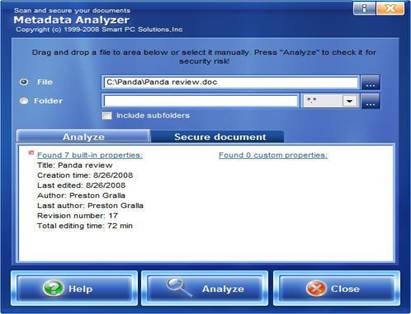 Scan and secure your documents
Metadata Analyzer
Copyright (c) 1999-2008 Smart PC Solutions,Inc
Drag and drop a file to area below or select it manually. Press "Analyze" to check it for
security risk!
File
C:\Panda\Panda review.doc
...
Folder
*.*
...
Include subfolders
Analyze
Secure document
Found 7 built-in properties:
Found 0 custom properties:
Title: Panda review
Creation time: 8/26/2008
Last edited: 8/26/2008
Author: Preston Gralla
Last author: Preston Gralla
Revision number: 17
Total editing time: 72 min
Help
Analyze
Close